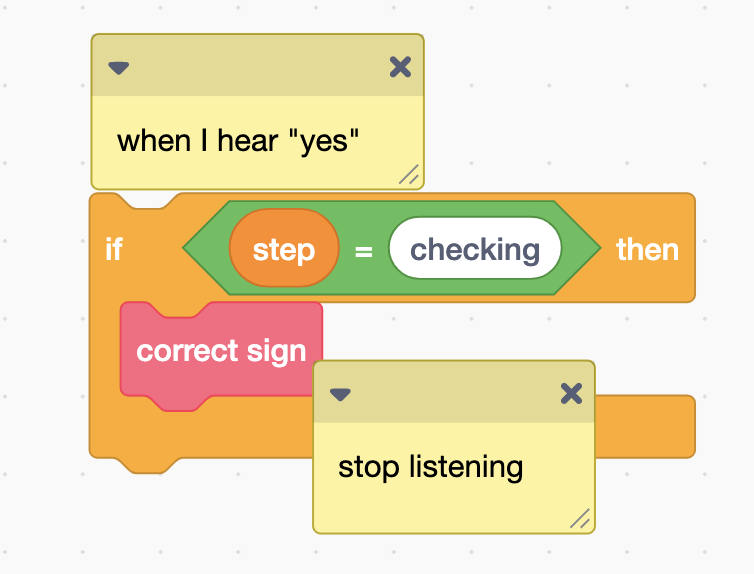 when I hear "yes"
if step = checking then
correct sign
stop listening